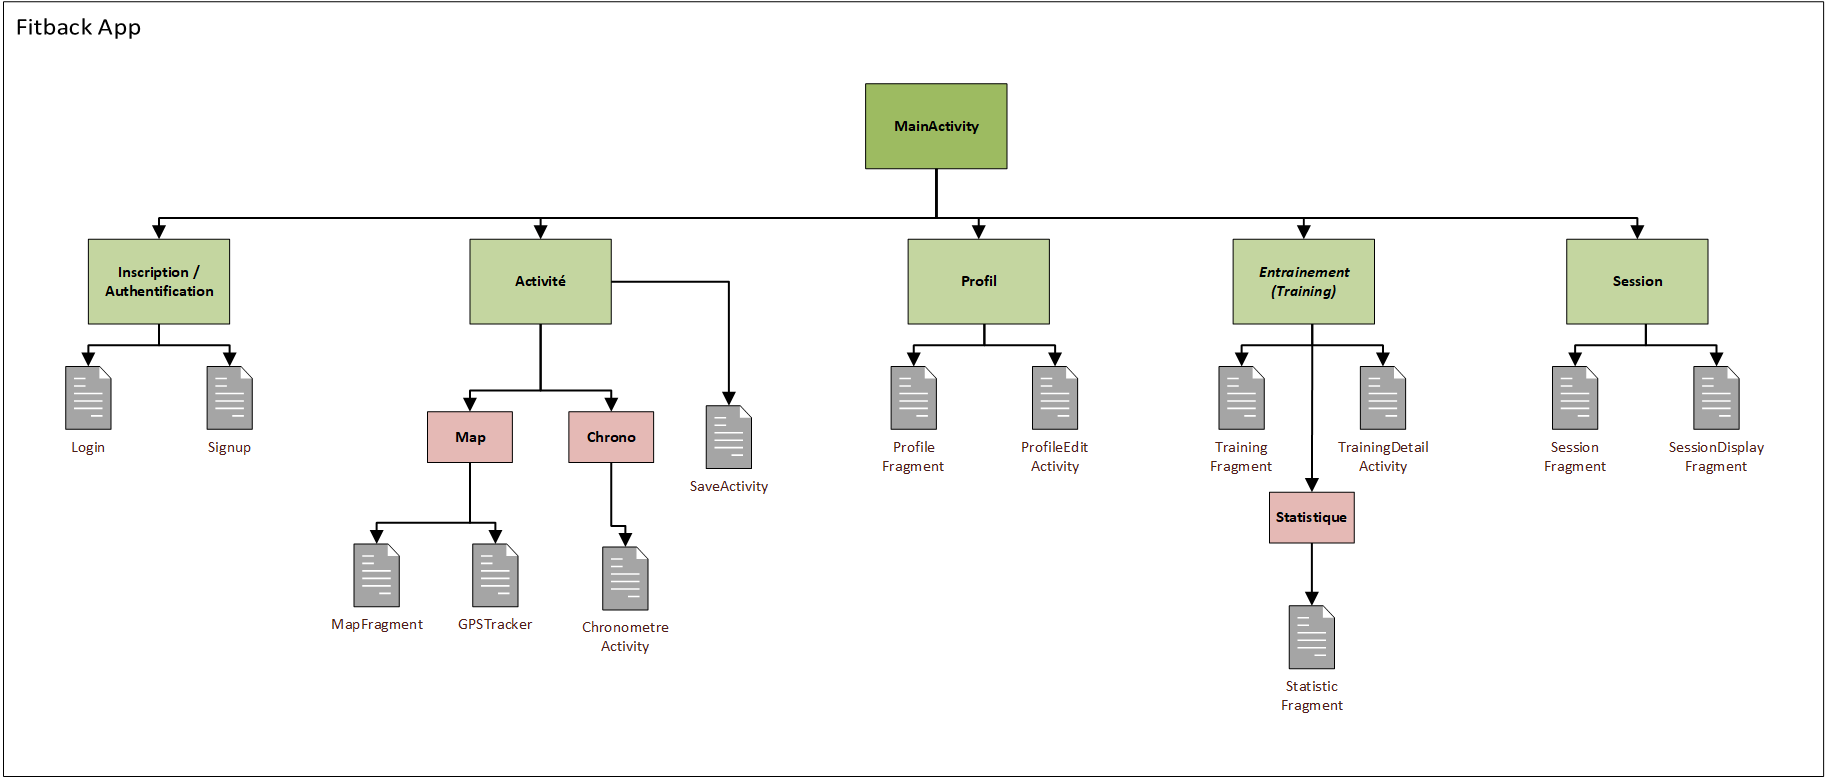 Fitback App
MainActivity
Inscription /
Authentification
Activité
Profil
Entrainement
(Training)
Session
Login
Signup
Map
Chrono
SaveActivity
Profile
Fragment
ProfileEdit
Activity
Training
Fragment
TrainingDetail
Activity
Session
Fragment
SessionDisplay
Fragment
Statistique
MapFragment
GPSTracker
Chronometre
Activity
Statistic
Fragment